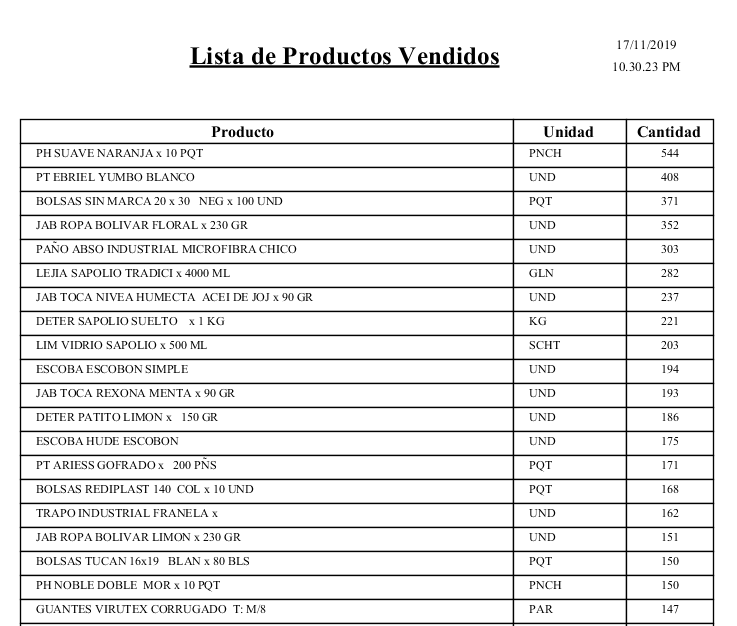 Lista de Productos Vendidos
17/11/2019
10.30.23 PM
Producto Unidad Cantidad
PH SUAVE NARANJA x 10 PQT PNCH 544
PT EBRIEL YUMBO BLANCO UND 408
BOLSAS SIN MARCA 20 x 30 NEG x 100 UND PQT 371
JAB ROPA BOLIVAR FLORAL x 230 GR UND 352
PAÑO ABSO INDUSTRIAL MICROFIBRA CHICO UND 303
LEJIA SAPOLIO TRADICI x 4000 ML GLN 282
JAB TOCA NIVEA HUMECTA ACEI DE JOJ x 90 GR UND 237
DETER SAPOLIO SUELTO x 1 KG KG 221
LIM VIDRIO SAPOLIO x 500 ML SCHT 203
ESCOBA ESCOBON SIMPLE UND 194
JAB TOCA REXONA MENTA x 90 GR UND 193
DETER PATITO LIMON x 150 GR UND 186
ESCOBA HUDE ESCOBON UND 175
PT ARIESS GOFRADO x 200 PÑS PQT 171
BOLSAS REDIPLAST 140 COL x 10 UND PQT 168
TRAPO INDUSTRIAL FRANELA x UND 162
JAB ROPA BOLIVAR LIMON x 230 GR UND 151
BOLSAS TUCAN 16x19 BLAN x 80 BLS PQT 150
PH NOBLE DOBLE MOR x 10 PQT PNCH 150
GUANTES VIRUTEX CORRUGADO T: M/8 PAR 147